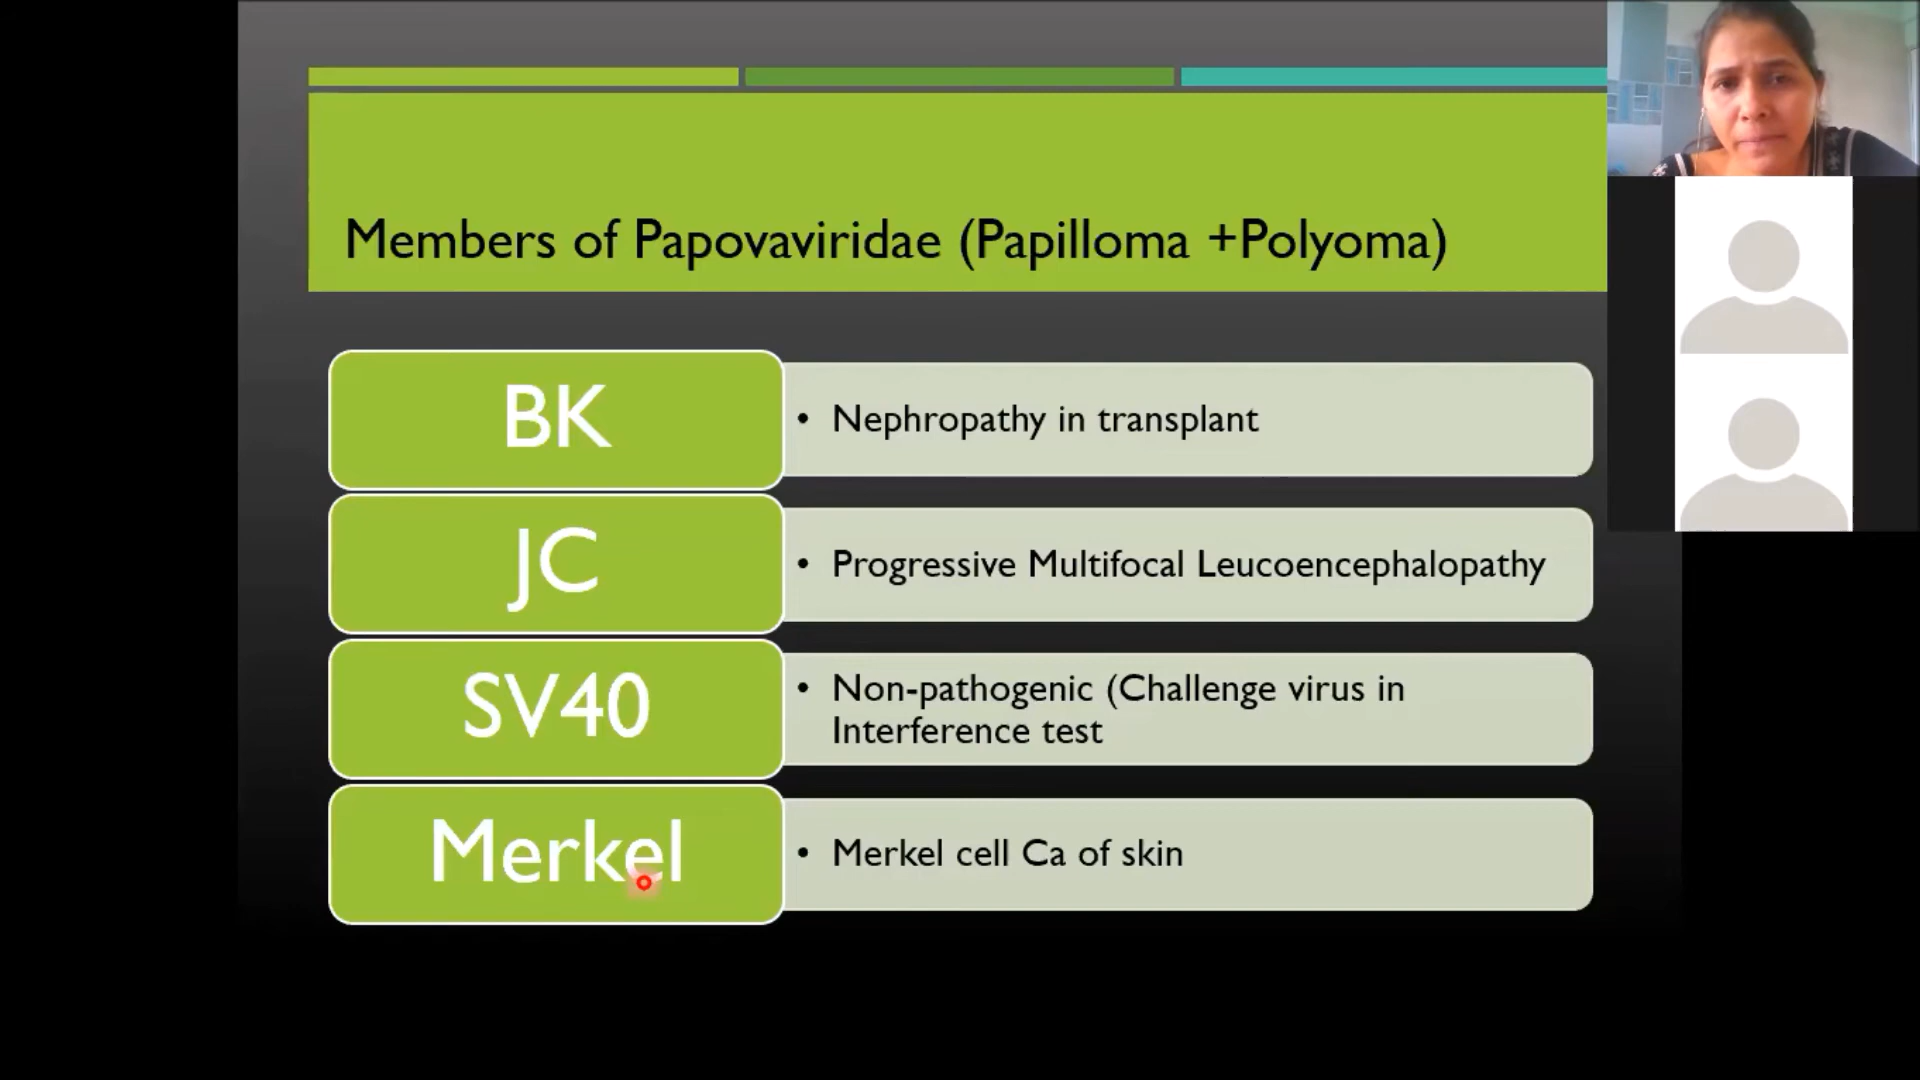 Members of Papovaviridae (Papilloma +Polyoma)
BK
• Nephropathy in transplant
JC
• Progressive Multifocal Leucoencephalopathy
SV40
• Non-pathogenic (Challenge virus in
Interference test
Merkel
• Merkel cell Ca of skin